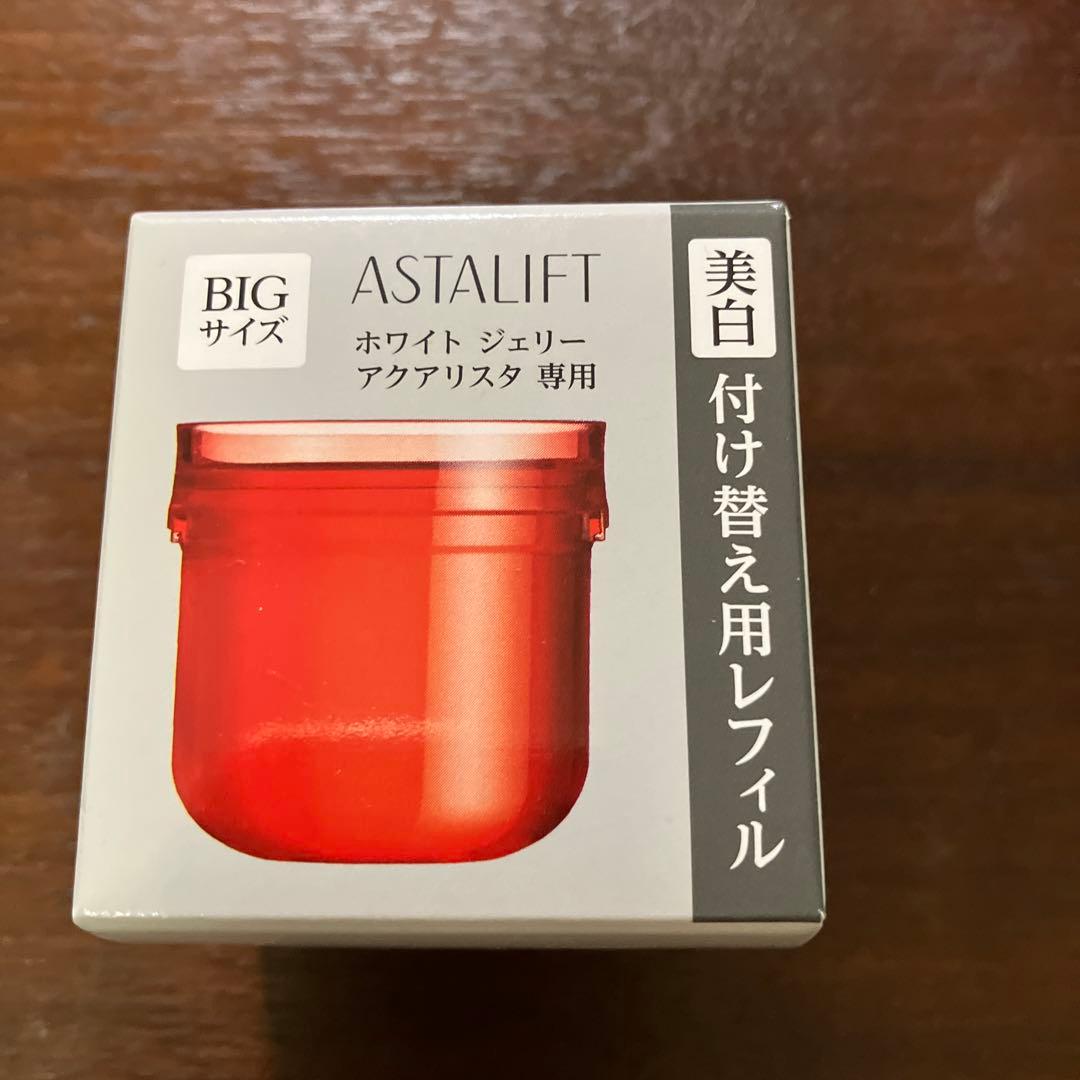 BIG
サイズ
ASTALIFT
ホワイト ジェリー
アクアリスタ 専用
美白
付け替え用レフィル